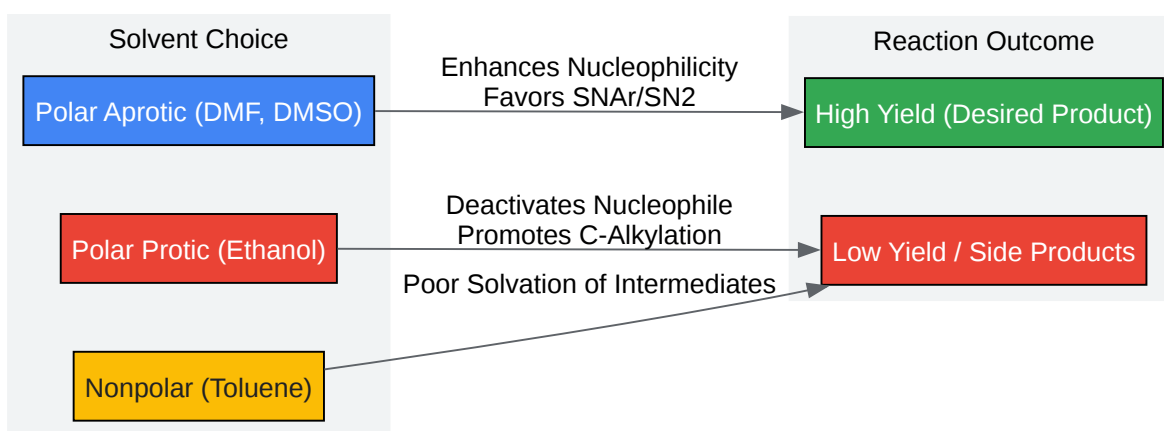 Solvent Choice
Reaction Outcome
Enhances Nucleophilicity
Favors SNAr/SN2
Polar Aprotic (DMF, DMSO)
High Yield (Desired Product)
Deactivates Nucleophile
Promotes C-Alkylation
Polar Protic (Ethanol)
Low Yield / Side Products
Poor Solvation of Intermediates
Nonpolar (Toluene)